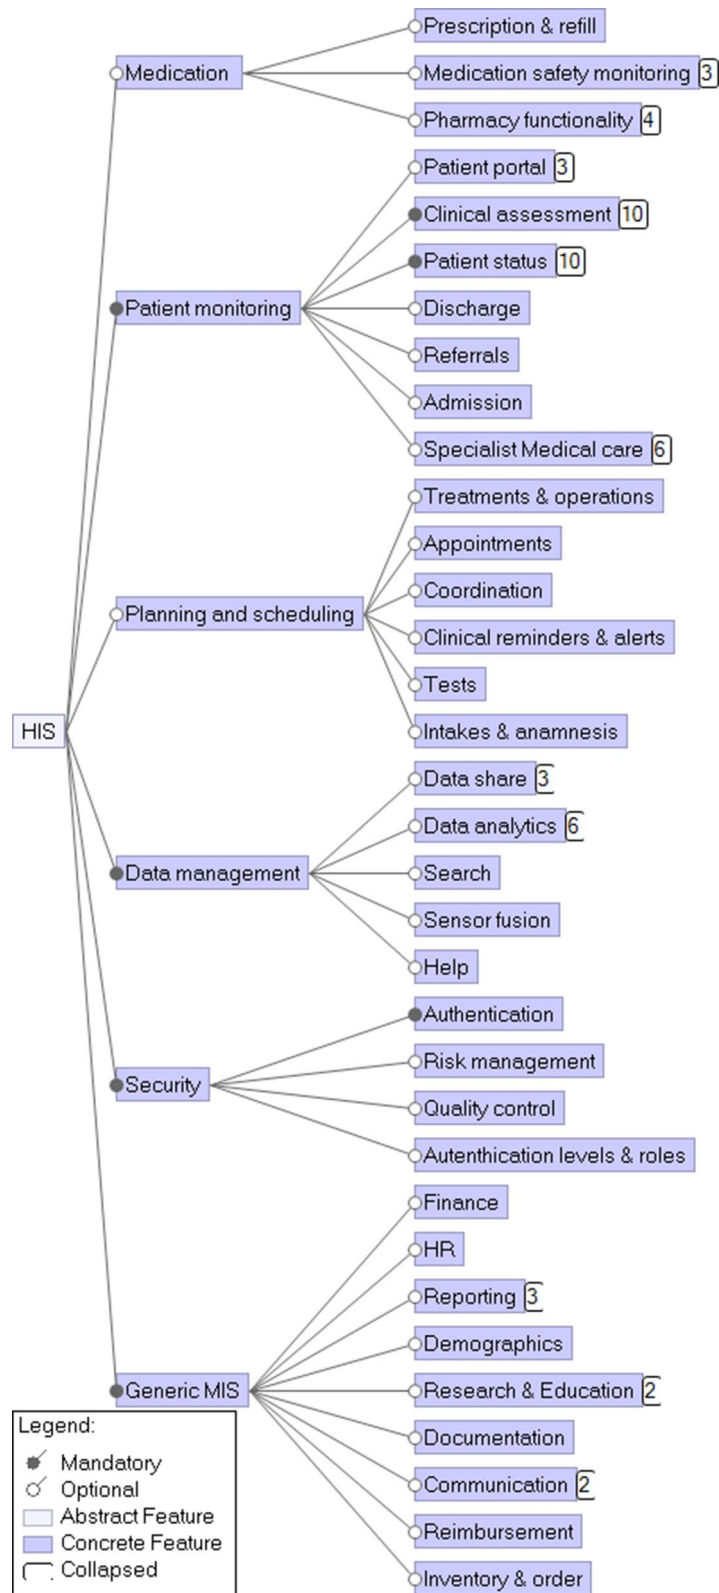 Prescription & refill
Medication
Medication safety monitoring 3
Pharmacy functionality 4
Patient portal 3
Clinical assessment 10
Patient status 10
Patient monitoring
Discharge
Referrals
Admission
Specialist Medical care 6
Treatments & operations
Appointments
Coordination
Planning and scheduling
Clinical reminders & alerts
Tests
HIS
Intakes & anamnesis
Data share 3
Data analytics 6
Data management
Search
Sensor fusion
Help
Authentication
Risk management
Security
Quality control
Autenthication levels & roles
Finance
HR
Reporting 3
Demographics
Generic MIS
Research & Education 2
Documentation
Communication 2
Reimbursement
Inventory & order
Legend:
Mandatory
Optional
Abstract Feature
Concrete Feature
Collapsed